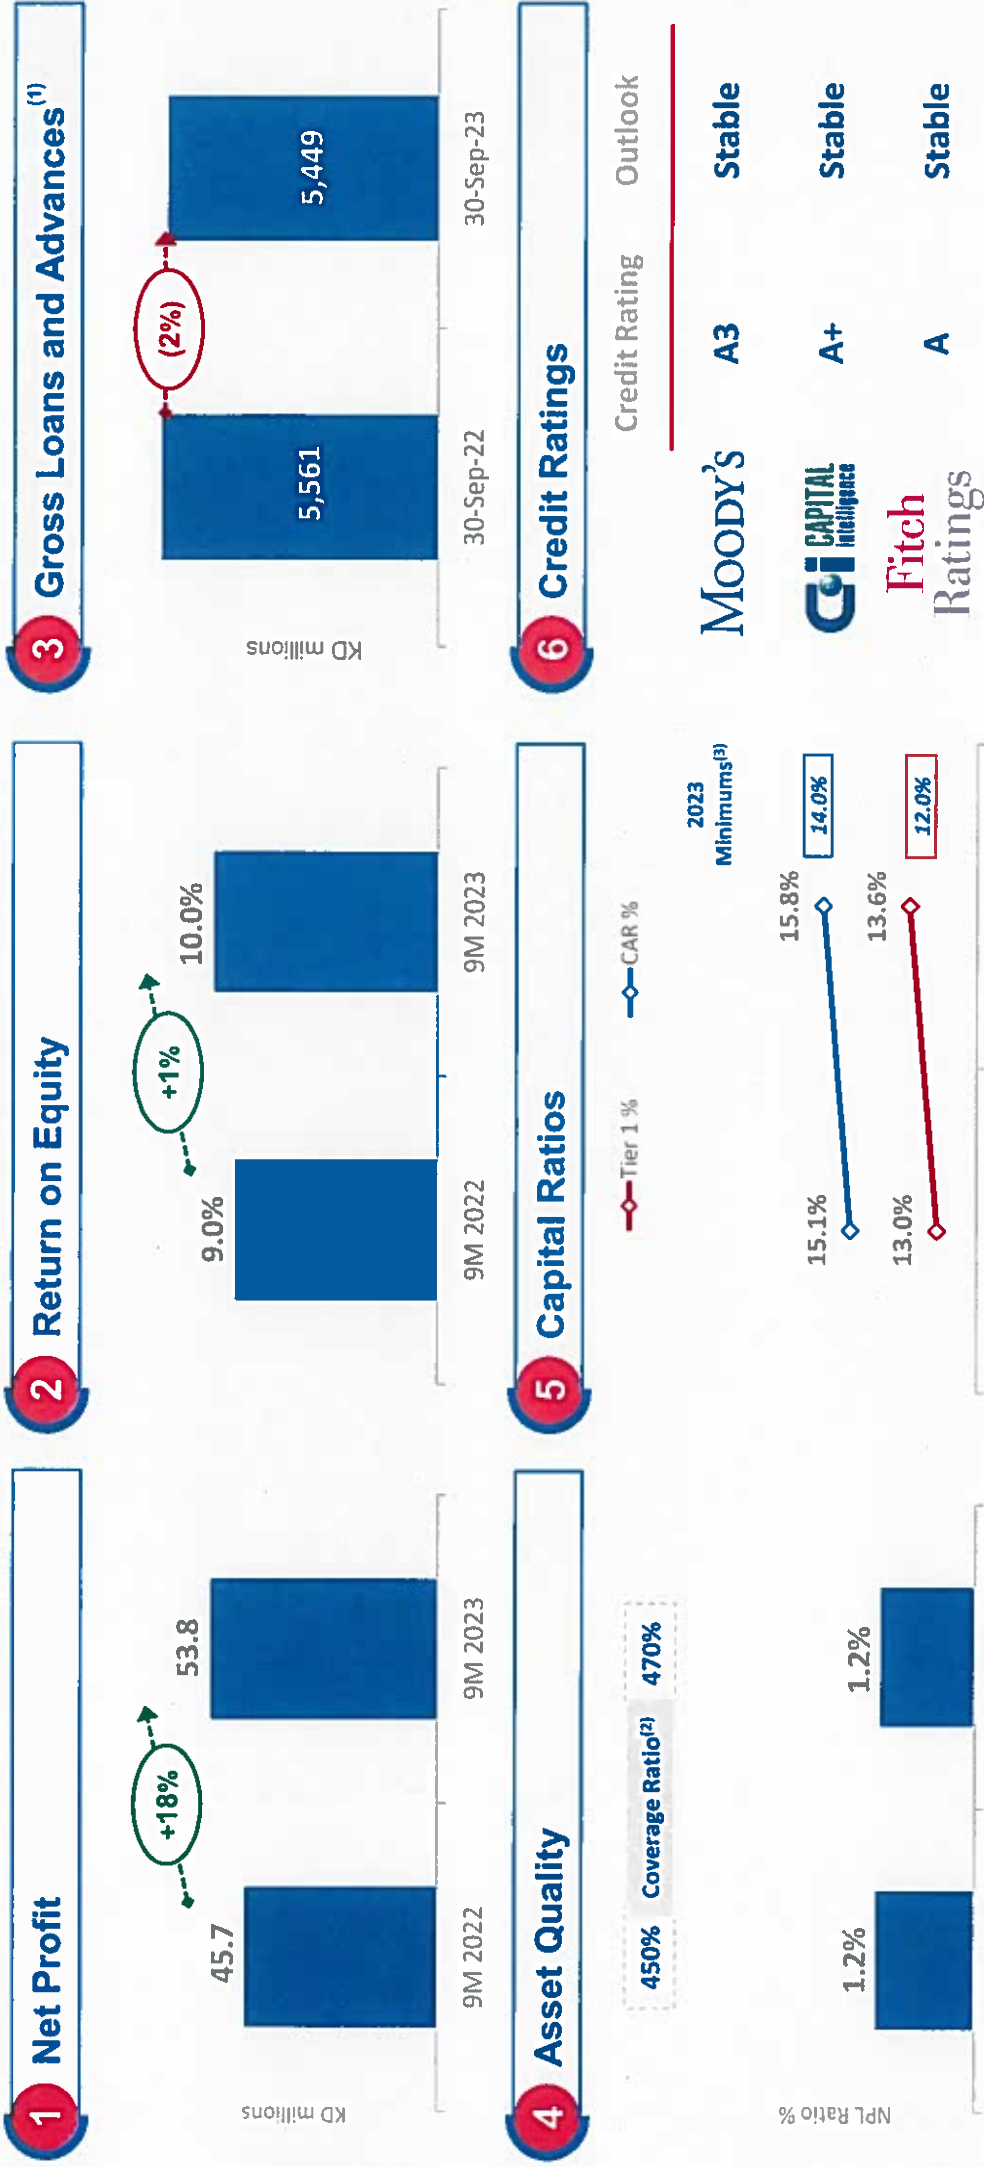 1 Net Profit
KD millions
+18%
45.7
53.8
9M 2022
9M 2023
2 Return on Equity
+1%
9.0%
10.0%
9M 2022
9M 2023
3 Gross Loans and Advances(1)
KD millions
(2%)
5,561
5,449
30-Sep-22
30-Sep-23
4 Asset Quality
450% Coverage Ratio(2) 470%
NPL Ratio %
1.2%
1.2%
5 Capital Ratios
Tier 1 %
CAR %
2023
Minimums(3)
15.1%
15.8%
14.0%
13.0%
13.6%
12.0%
6 Credit Ratings
Credit Rating Outlook
MOODY'S A3 Stable
Ci CAPITAL
intelligence
A+ Stable
Fitch
Ratings
A Stable